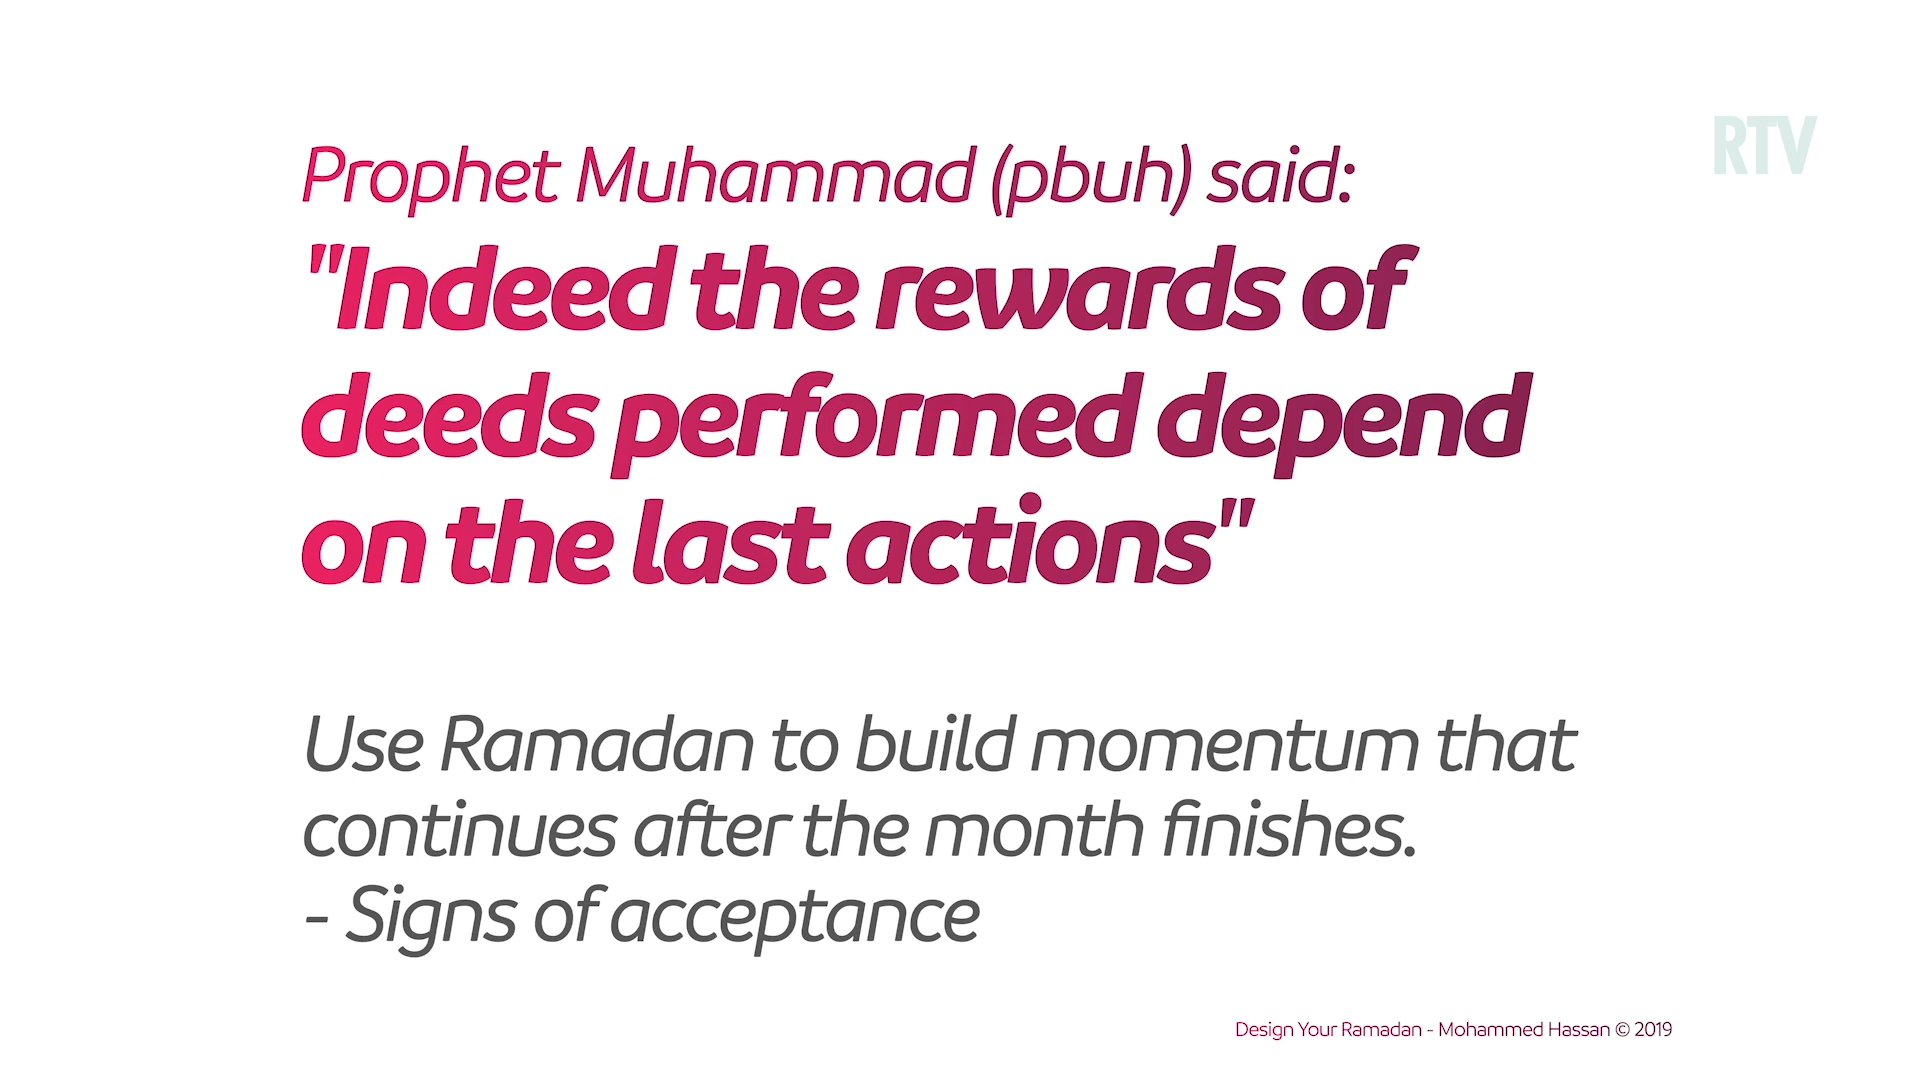 RTV
Prophet Muhammad (pbuh) said:
"Indeed the rewards of
deeds performed depend
on the last actions"
Use Ramadan to build momentum that
continues after the month finishes.
- Signs of acceptance
Design Your Ramadan - Mohammed Hassan © 2019